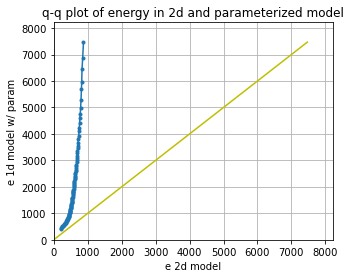 q-q plot of energy in 2d and parameterized model
e 1d model w/ param
8000
7000
6000
5000
4000
3000
2000
1000
0
0 1000 2000 3000 4000 5000 6000 7000 8000
e 2d model